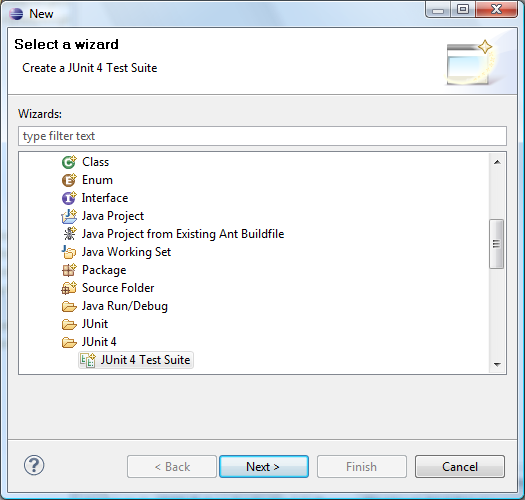 New
Select a wizard
Create a JUnit 4 Test Suite
Wizards:
type filter text
Class
Enum
Interface
Java Project
Java Project from Existing Ant Buildfile
Java Working Set
Package
Source Folder
Java Run/Debug
JUnit
JUnit 4
JUnit 4 Test Suite
? < Back Next > Finish Cancel